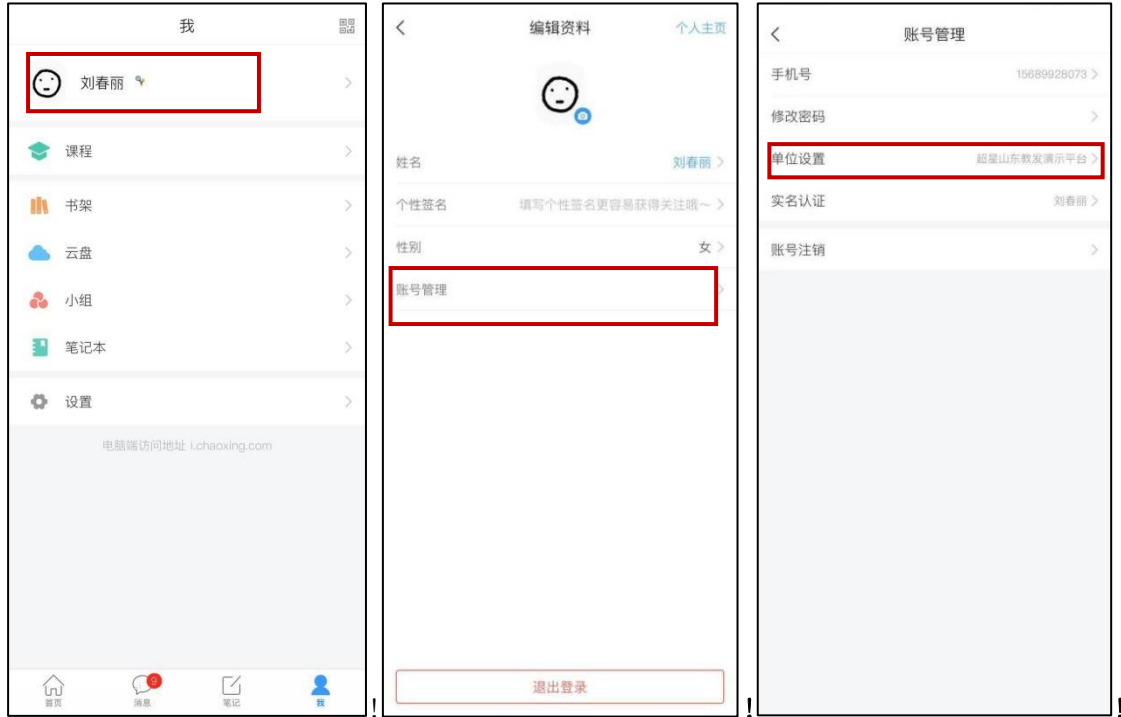 我
刘春丽
课程
书架
云盘
小组
笔记本
设置
电脑端访问地址 i.chaoxing.com
首页
9
消息
笔记
我
!
编辑资料
个人主页
姓名
刘春丽
个性签名
填写个性签名更容易获得关注哦～
性别
女
账号管理
退出登录
!
账号管理
手机号
15689928073
修改密码
单位设置
超星山东教发演示平台
实名认证
刘春丽
账号注销
!